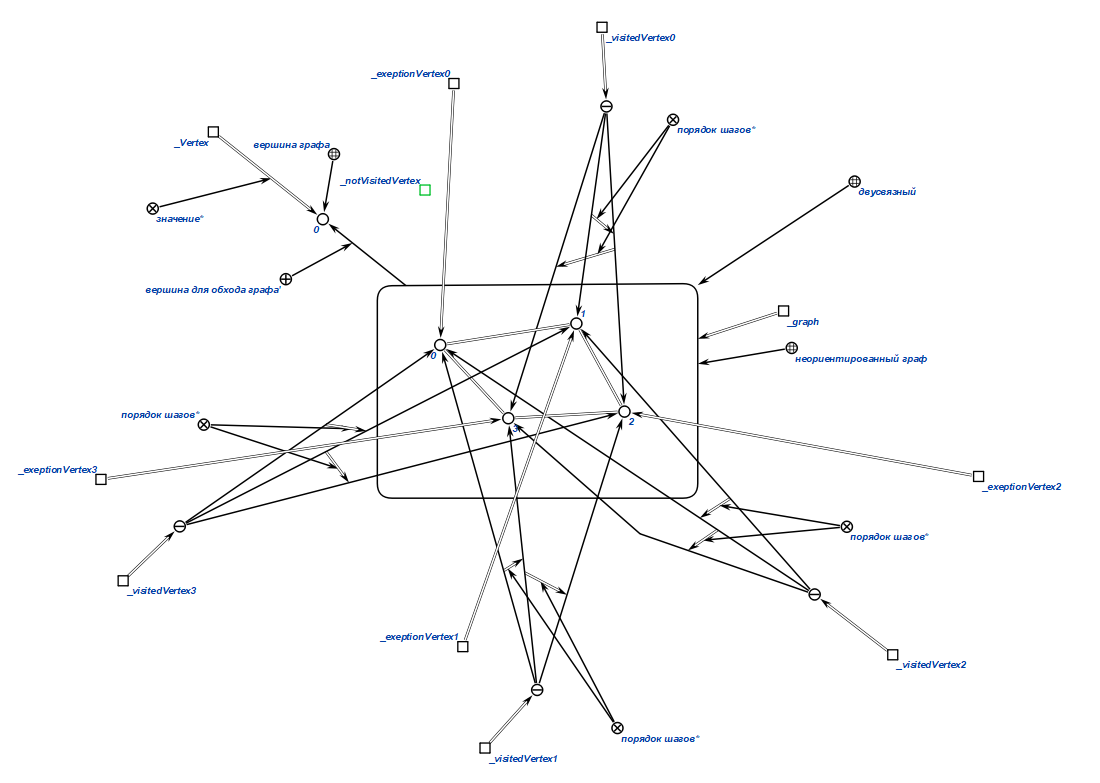 _visitedVertex0
_exeptionVertex0
порядок шагов*
_Vertex
вершина графа
_notVisitedVertex
двусвязный
значение*
0
вершина для обхода графа'
1
_graph
0
неориентированный граф
порядок шагов*
3
2
_exeptionVertex3
_exeptionVertex2
порядок шагов*
_visitedVertex3
_exeptionVertex1
_visitedVertex2
порядок шагов*
_visitedVertex1